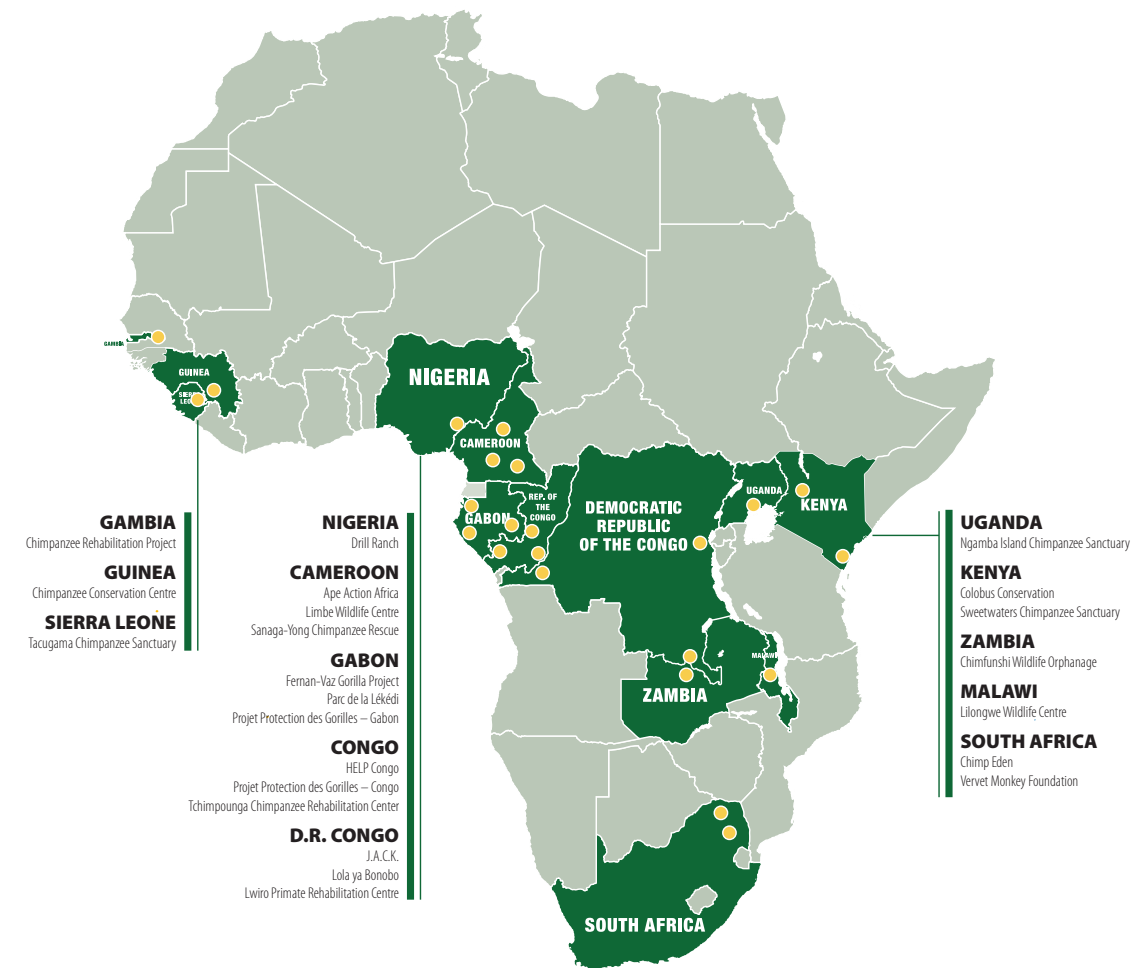 GAMBIA
GUINEA
SIERRA
LEONE
NIGERIA
CAMEROON
REP. OF
THE
CONGO
GABON
DEMOCRATIC
REPUBLIC
OF THE CONGO
UGANDA
KENYA
MALAWI
ZAMBIA
SOUTH AFRICA
GAMBIA
Chimpanzee Rehabilitation Project
GUINEA
Chimpanzee Conservation Centre
SIERRA LEONE
Tacugama Chimpanzee Sanctuary
NIGERIA
Drill Ranch
CAMEROON
Ape Action Africa
Limbe Wildlife Centre
Sanaga-Yong Chimpanzee Rescue
GABON
Fernan-Vaz Gorilla Project
Parc de la Lékédi
Projet Protection des Gorilles – Gabon
CONGO
HELP Congo
Projet Protection des Gorilles – Congo
Tchimpounga Chimpanzee Rehabilitation Center
D.R. CONGO
J.A.C.K.
Lola ya Bonobo
Lwiro Primate Rehabilitation Centre
UGANDA
Ngamba Island Chimpanzee Sanctuary
KENYA
Colobus Conservation
Sweetwaters Chimpanzee Sanctuary
ZAMBIA
Chimfunshi Wildlife Orphanage
MALAWI
Lilongwe Wildlife Centre
SOUTH AFRICA
Chimp Eden
Vervet Monkey Foundation